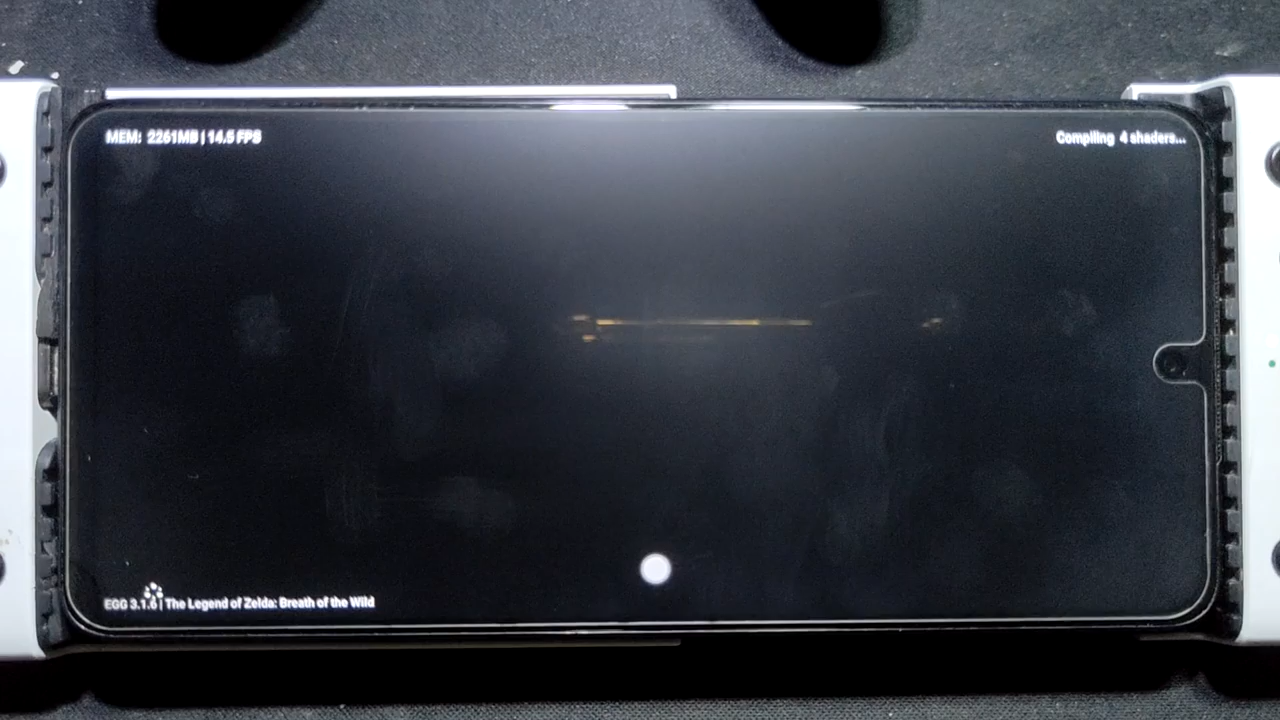 MEM: 2261MB | 14.5 FPS
Compiling 4 shaders...
EGG 3.1.6 | The Legend of Zelda: Breath of the Wild